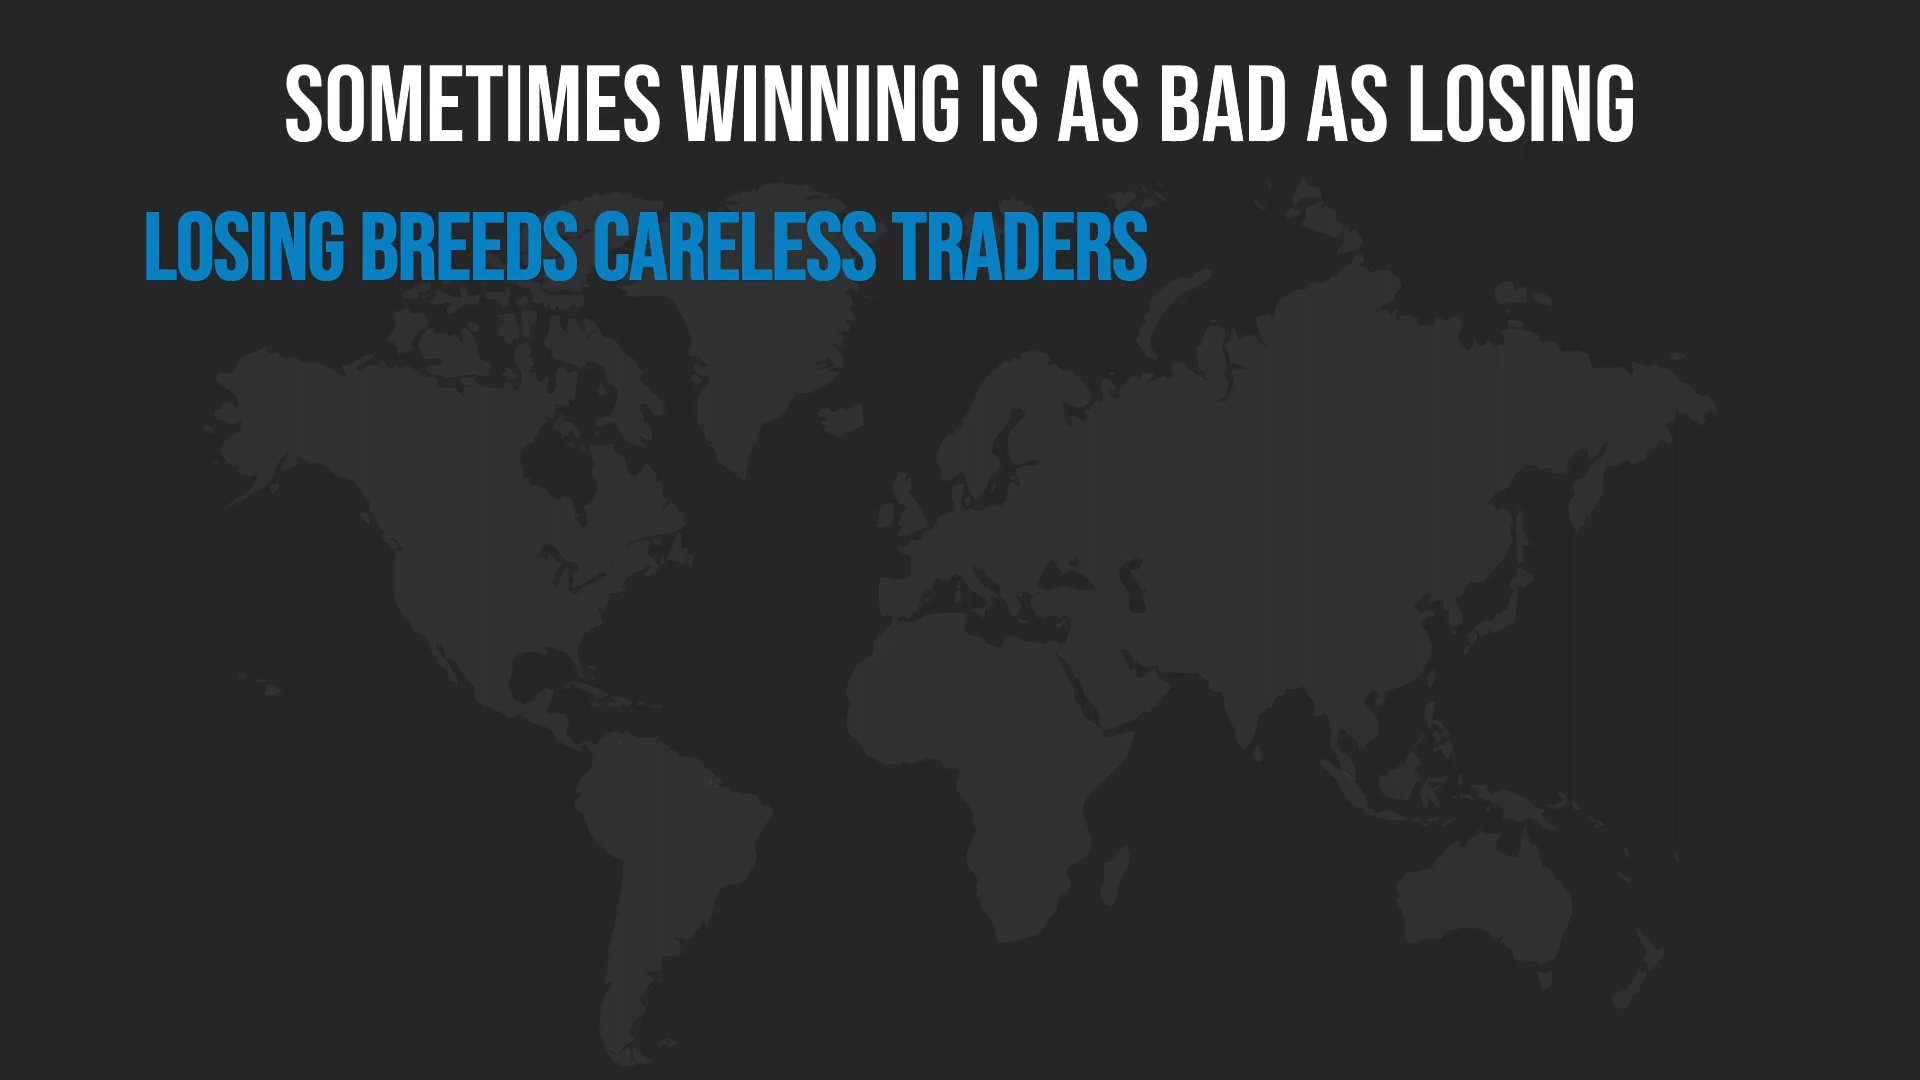 SOMETIMES WINNING IS AS BAD AS LOSING
LOSING BREEDS CARELESS TRADERS